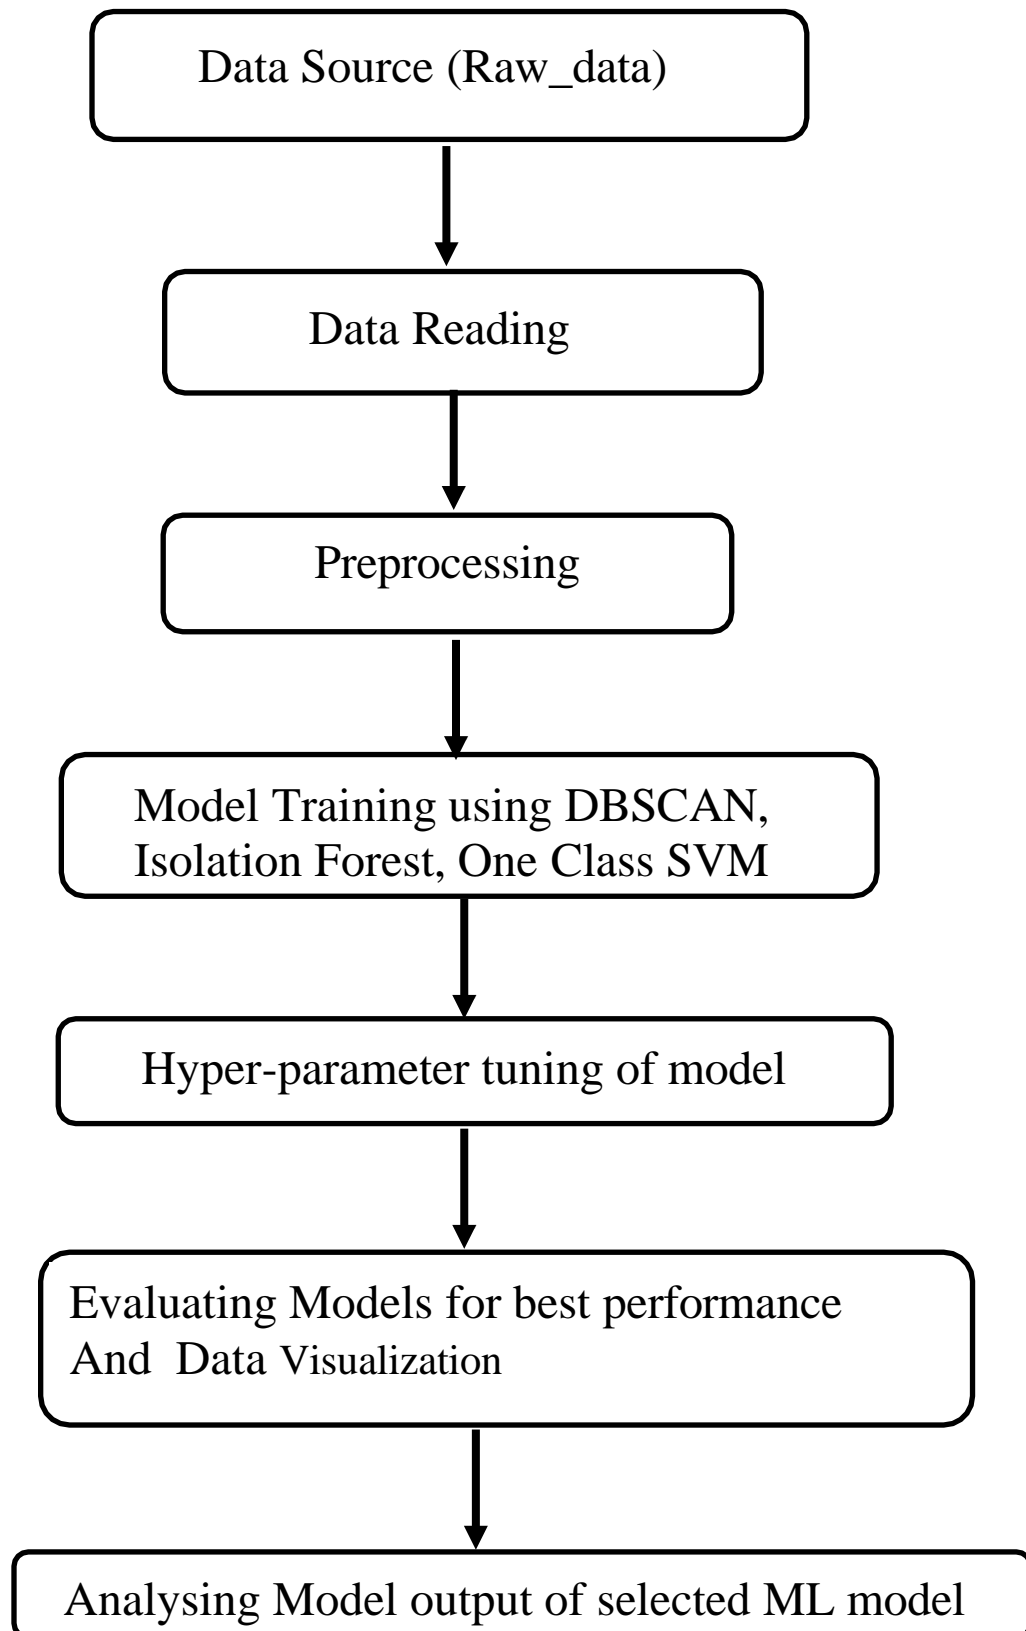 Data Source (Raw_data)
Data Reading
Preprocessing
Model Training using DBSCAN,
Isolation Forest, One Class SVM
Hyper-parameter tuning of model
Evaluating Models for best performance
And  Data Visualization
Analysing Model output of selected ML model